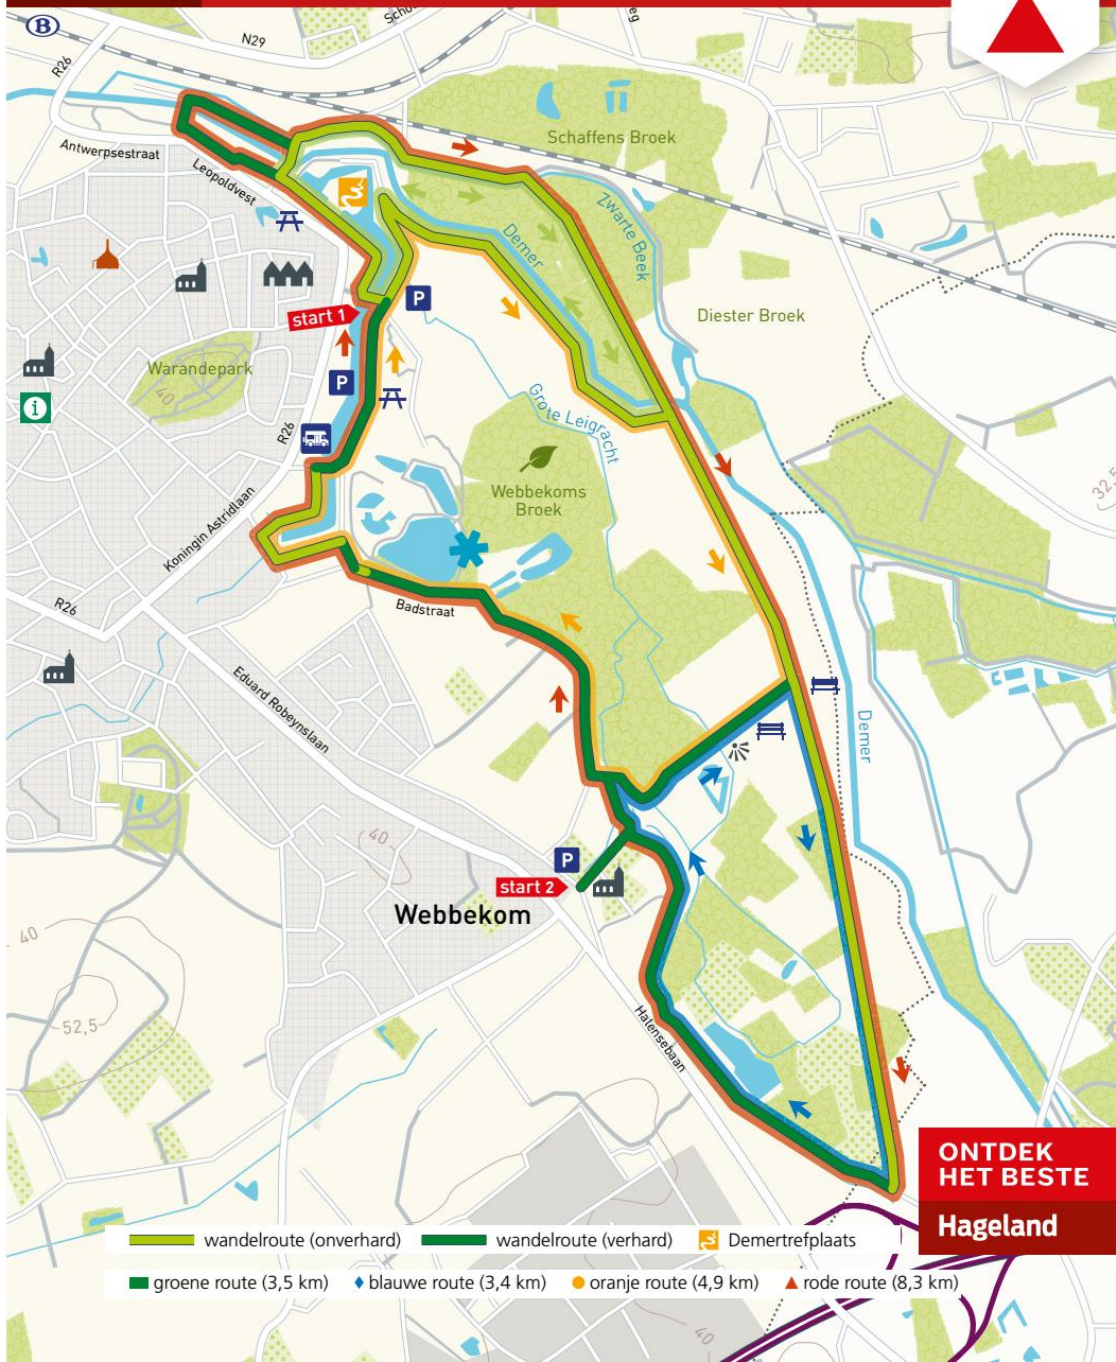 B
N29
R26
Antwerpsestraat
Leopoldvest
Schaffens Broek
Zwarte Beek
Demer
Diester Broek
start 1
P
Warandepark
40
P
i
R26
Grote Leigracht
Webbekoms
Broek
32,5
Koningin Astridlaan
R26
Badstraat
Eduard Robeynslaan
Demer
40
P
start 2
Webbekom
40
52,5
Halensebaan
ONTDEK
HET BESTE
Hageland
wandelroute (onverhard)
wandelroute (verhard)
Demertrefplaats
groene route (3,5 km)
blauwe route (3,4 km)
oranje route (4,9 km)
rode route (8,3 km)
40